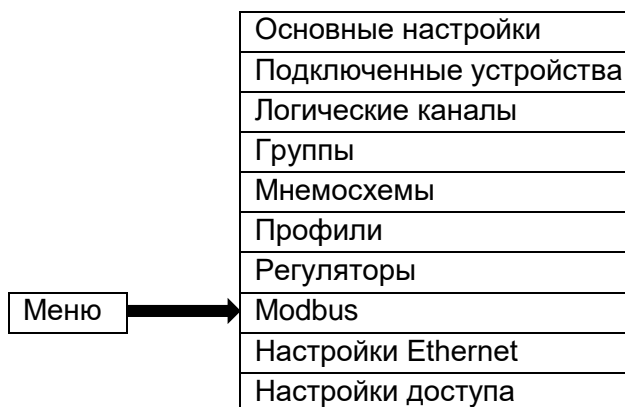 Основные настройки
Подключенные устройства
Логические каналы
Группы
Мнемосхемы
Профили
Регуляторы
Меню
Modbus
Настройки Ethernet
Настройки доступа